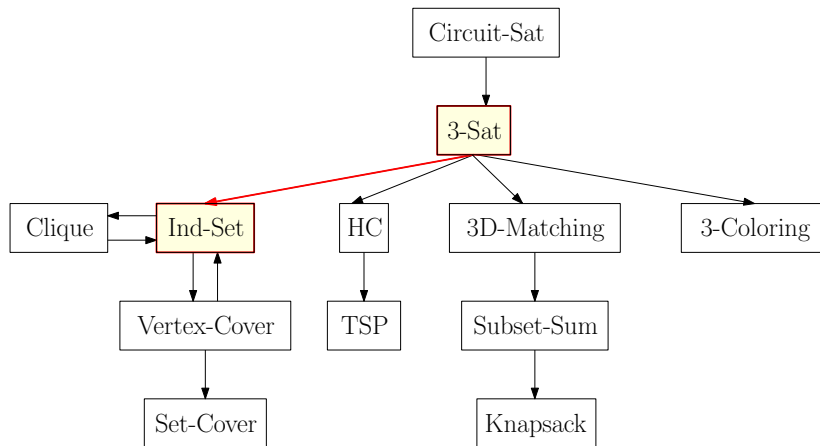 Circuit-Sat
3-Sat
Clique
Ind-Set
HC
3D-Matching
3-Coloring
Vertex-Cover
TSP
Subset-Sum
Set-Cover
Knapsack